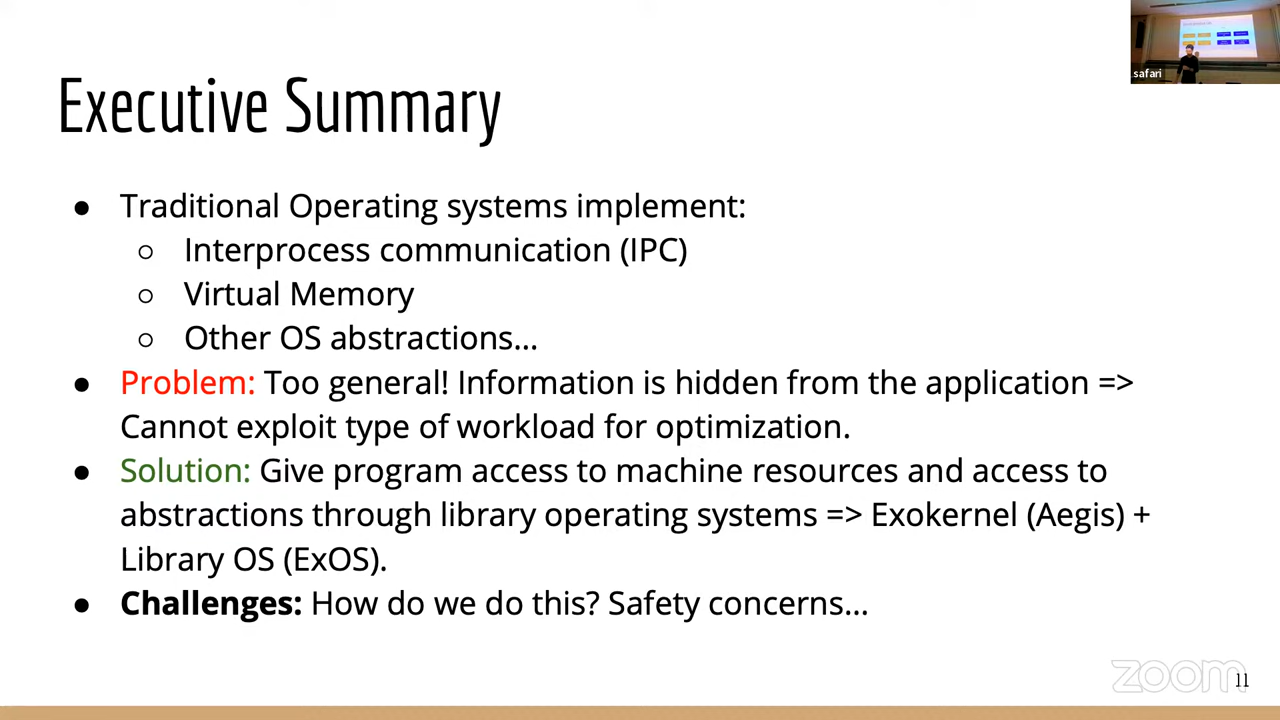 safari
Executive Summary
● Traditional Operating systems implement:
○ Interprocess communication (IPC)
○ Virtual Memory
○ Other OS abstractions...
● Problem: Too general! Information is hidden from the application =>
Cannot exploit type of workload for optimization.
● Solution: Give program access to machine resources and access to
abstractions through library operating systems => Exokernel (Aegis) +
Library OS (ExOS).
● Challenges: How do we do this? Safety concerns...
zoom
11